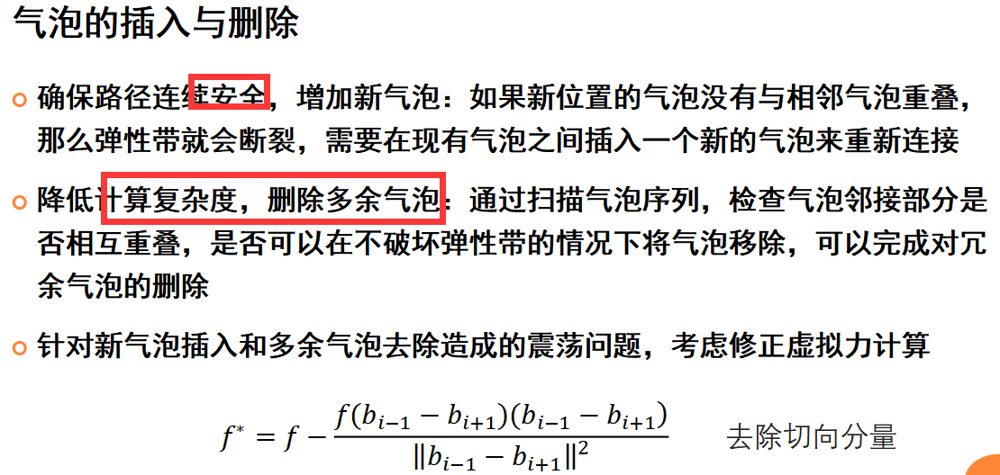 气泡的插入与删除
确保路径连续安全，增加新气泡：如果新位置的气泡没有与相邻气泡重叠，
那么弹性带就会断裂，需要在现有气泡之间插入一个新的气泡来重新连接
降低计算复杂度，删除多余气泡：通过扫描气泡序列，检查气泡邻接部分是
否相互重叠，是否可以在不破坏弹性带的情况下将气泡移除，可以完成对冗
余气泡的删除
针对新气泡插入和多余气泡去除造成的震荡问题，考虑修正虚拟力计算
f* = f − f(b_{i−1} − b_{i+1})(b_{i−1} − b_{i+1}) / ‖b_{i−1} − b_{i+1}‖² 去除切向分量